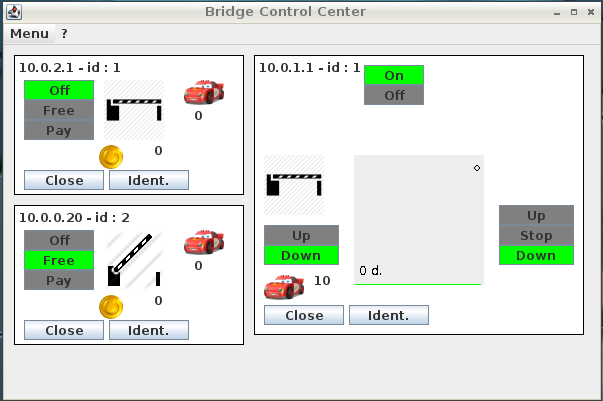 Bridge Control Center
Menu ?
10.0.2.1 - id : 1
Off
Free
Pay
0
0
Close Ident.
10.0.0.20 - id : 2
Off
Free
Pay
0
0
Close Ident.
10.0.1.1 - id : 1
On
Off
Up
Down
10
0 d.
Up
Stop
Down
Close Ident.